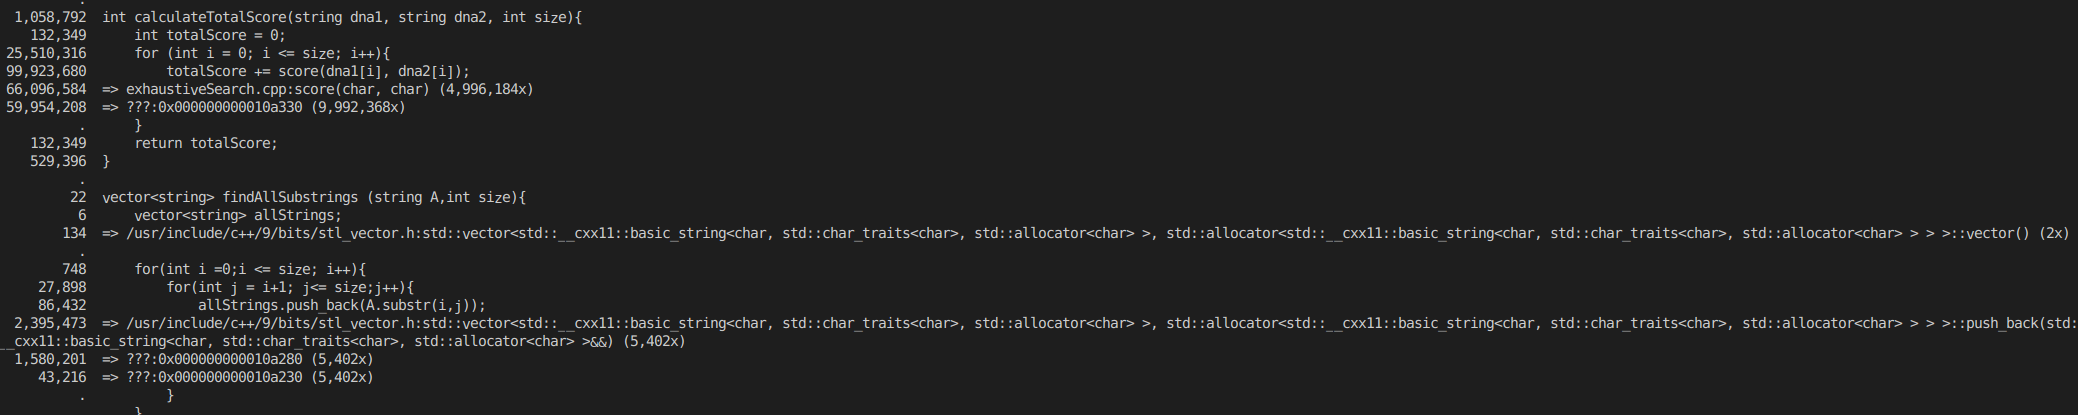 .
1,058,792 int calculateTotalScore(string dna1, string dna2, int size){
132,349 int totalScore = 0;
25,510,316 for (int i = 0; i <= size; i++){
99,923,680 totalScore += score(dna1[i], dna2[i]);
66,096,584 => exhaustiveSearch.cpp:score(char, char) (4,996,184x)
59,954,208 => ???:0x000000000010a330 (9,992,368x)
. }
132,349 return totalScore;
529,396 }
.
22 vector<string> findAllSubstrings (string A,int size){
6 vector<string> allStrings;
134 => /usr/include/c++/9/bits/stl_vector.h:std::vector<std::__cxx11::basic_string<char, std::char_traits<char>, std::allocator<char> >, std::allocator<std::__cxx11::basic_string<char, std::char_traits<char>, std::allocator<char> > > >::vector() (2x)
.
748 for(int i =0;i <= size; i++){
27,898 for(int j = i+1; j<= size;j++){
86,432 allStrings.push_back(A.substr(i,j));
2,395,473 => /usr/include/c++/9/bits/stl_vector.h:std::vector<std::__cxx11::basic_string<char, std::char_traits<char>, std::allocator<char> >, std::allocator<std::__cxx11::basic_string<char, std::char_traits<char>, std::allocator<char> > > >::push_back(std:
__cxx11::basic_string<char, std::char_traits<char>, std::allocator<char> >&&) (5,402x)
1,580,201 => ???:0x000000000010a280 (5,402x)
43,216 => ???:0x000000000010a230 (5,402x)
. }
}